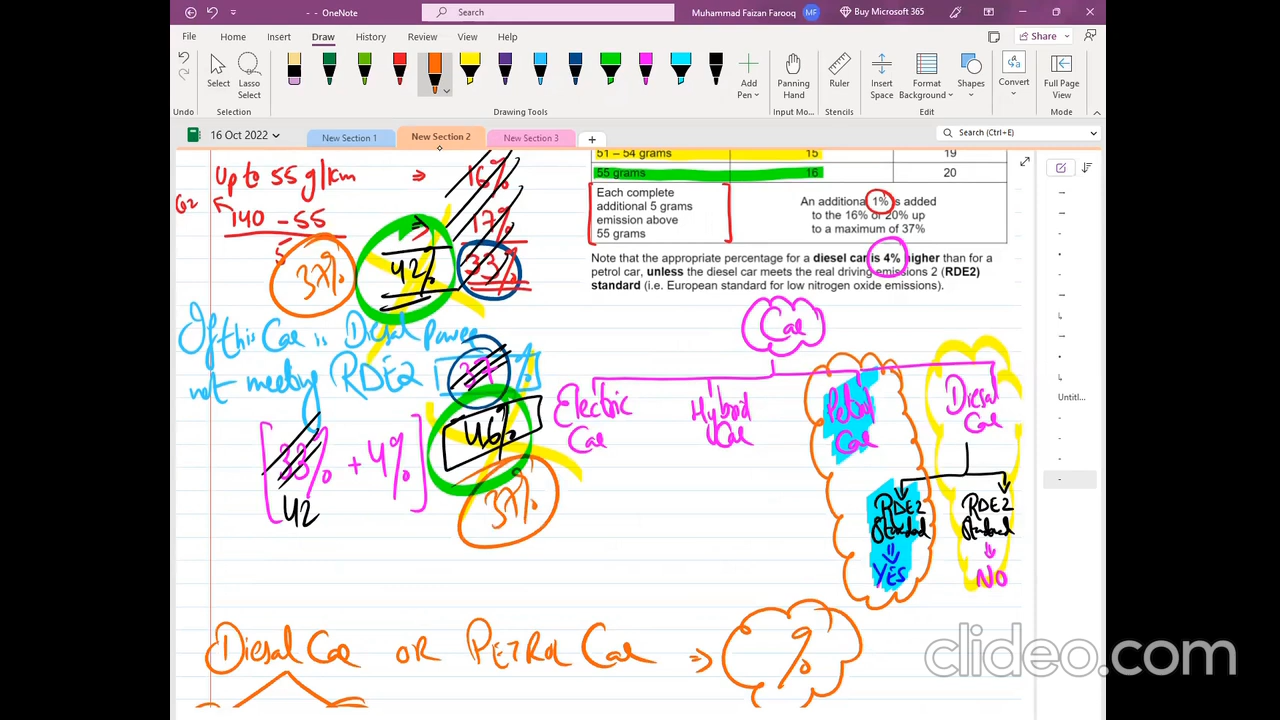 - OneNote
Search
Muhammad Faizan Farooq
MF
Buy Microsoft 365
File Home Insert Draw History Review View Help
Share
Undo
Select
Lasso Select
Selection
Drawing Tools
Add Pen
Panning Hand
Input Mo...
Ruler
Stencils
Insert Space
Format Background
Shapes
Edit
Convert
Full Page View
Mode
16 Oct 2022
New Section 1
New Section 2
New Section 3
+
Search (Ctrl+E)
Up to 55 g/km ⇒ 16%
140 - 55
5
17%
37%
42%
33%
51 – 54 grams 15 19
55 grams 16 20
Each complete
additional 5 grams
emission above
55 grams
An additional 1% is added
to the 16% or 20% up
to a maximum of 37%
Note that the appropriate percentage for a diesel car is 4% higher than for a
petrol car, unless the diesel car meets the real driving emissions 2 (RDE2)
standard (i.e. European standard for low nitrogen oxide emissions).
If this Car is Diesal Power
not meeting RDE2 37 %
[33% + 4%]
42
46%
37%
Car
Electric Car
Hybrid Car
Petrol Car
Diesal Car
RDE2 Standard
YES
RDE2 Standard
NO
Diesal Car OR PETROL Car ⇒ %
Untitl...
clideo.com